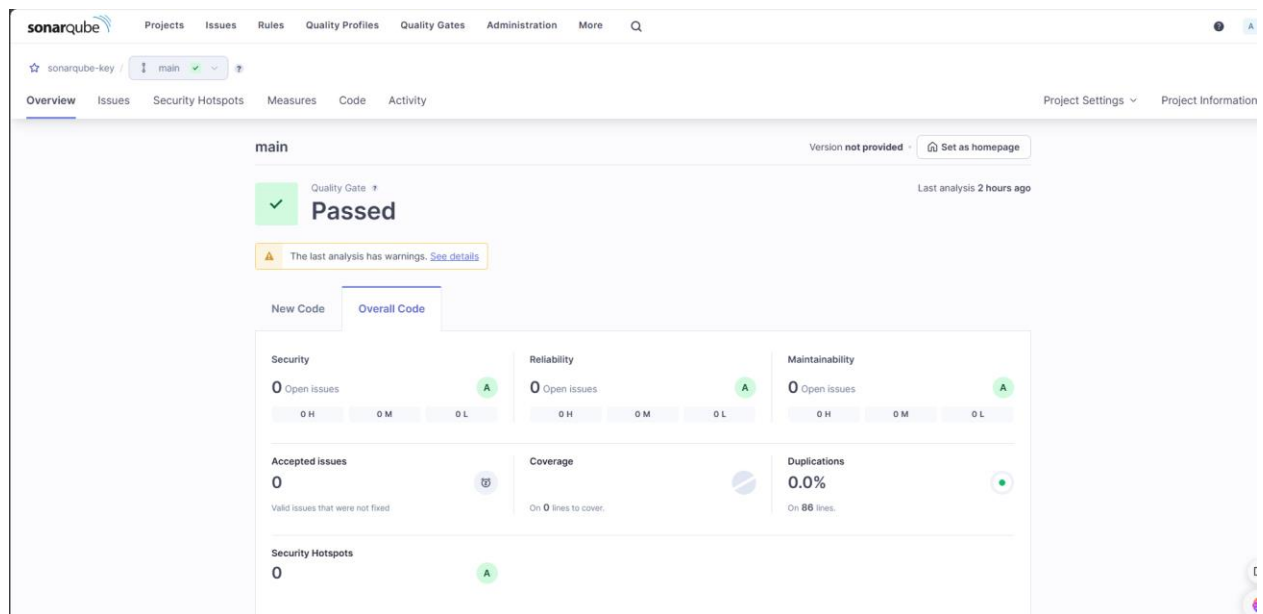 sonarqube Projects Issues Rules Quality Profiles Quality Gates Administration More ? A
sonarqube-key / main ?
Overview Issues Security Hotspots Measures Code Activity Project Settings Project Information
main Version not provided Set as homepage
Quality Gate ? Last analysis 2 hours ago
Passed
The last analysis has warnings. See details
New Code Overall Code
Security Reliability Maintainability
0 Open issues A 0 Open issues A 0 Open issues A
0 H 0 M 0 L 0 H 0 M 0 L 0 H 0 M 0 L
Accepted issues Coverage Duplications
0 0.0%
Valid issues that were not fixed On 0 lines to cover. On 86 lines.
Security Hotspots
0 A